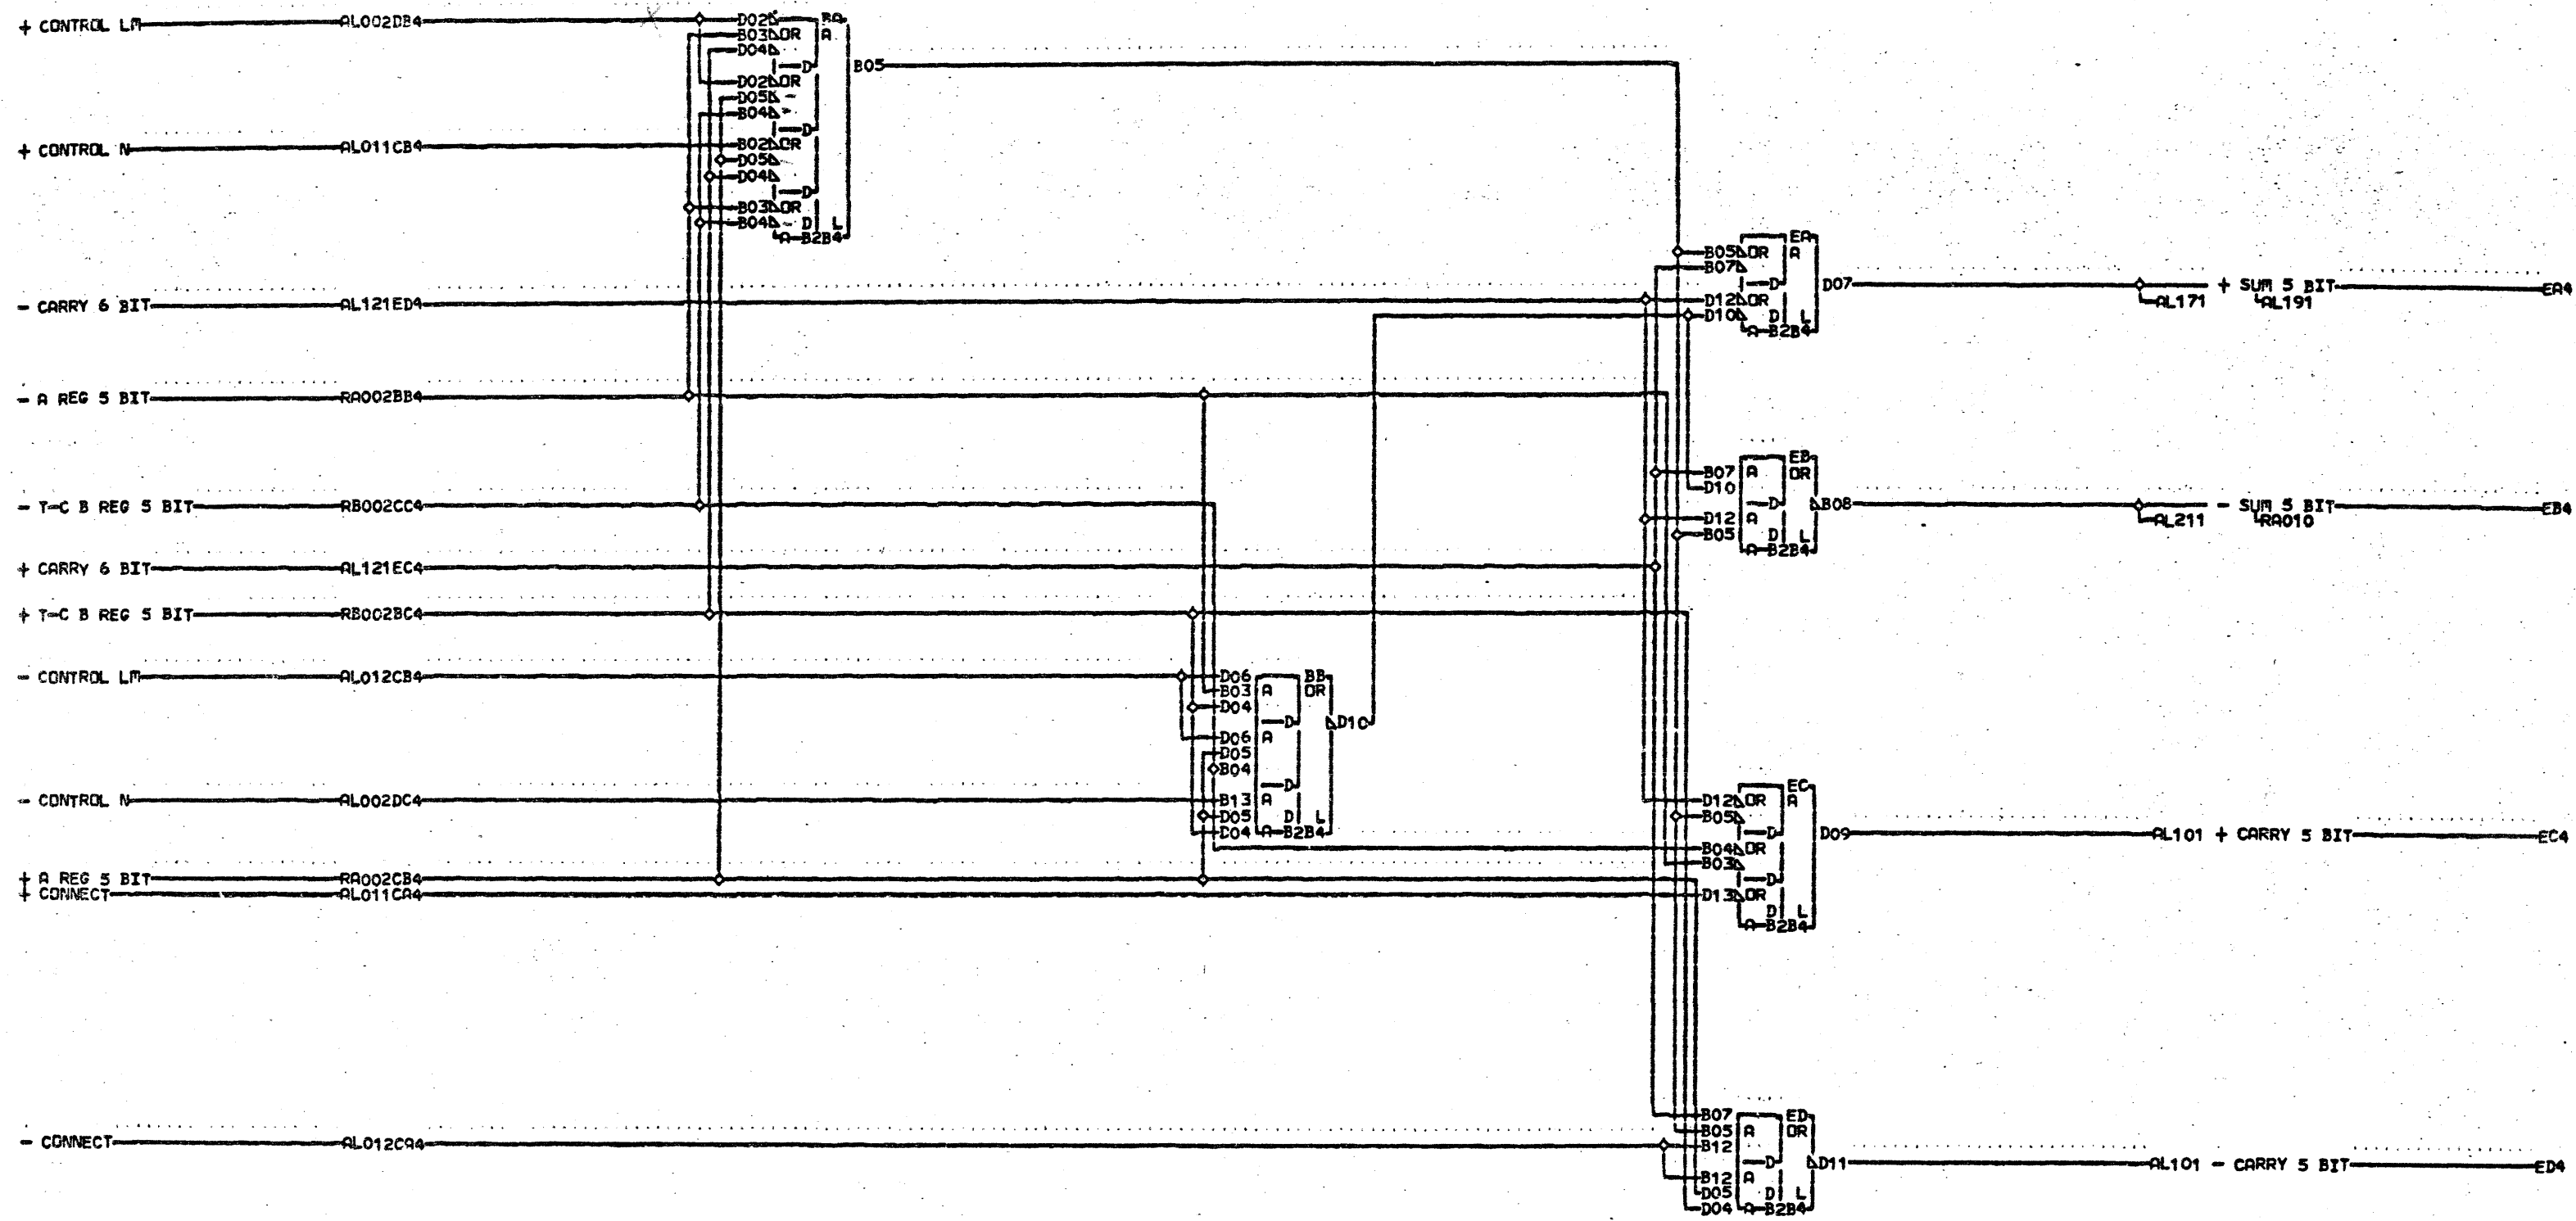 + CONTROL LM AL002DB4
D02 BA
B03 OR A
D04
D B05
D02 OR
D05
B04
D
+ CONTROL N AL011CB4 B02 OR
D05
D04
D
B03 OR
B04 D L
A-B2B4
EA
B05 OR A
B07
D D07 + SUM 5 BIT EA4
AL171 AL191
- CARRY 6 BIT AL121ED4 D12 OR
D10 D L
A-B2B4
- A REG 5 BIT RA002BB4
EB
B07 A OR
D10
- T-C B REG 5 BIT RB002CC4 D B08 - SUM 5 BIT EB4
D12 A AL211 RA010
B05 D L
A-B2B4
+ CARRY 6 BIT AL121EC4
+ T-C B REG 5 BIT RB002BC4
- CONTROL LM AL012CB4 D06 BB
B03 A OR
D04
D D10
D06 A
D05
B04
D
- CONTROL N AL002DC4 B13 A
D05 D L
D04 A-B2B4
EC
D12 OR A
B05
D D09 AL101 + CARRY 5 BIT EC4
B04 OR
B03
D
+ A REG 5 BIT RA002CB4
+ CONNECT AL011CA4 D13 OR
D L
A-B2B4
B07 ED
B05 A OR
- CONNECT AL012CA4 B12
D D11 AL101 - CARRY 5 BIT ED4
B12 A
D05 D L
D04 A-B2B4